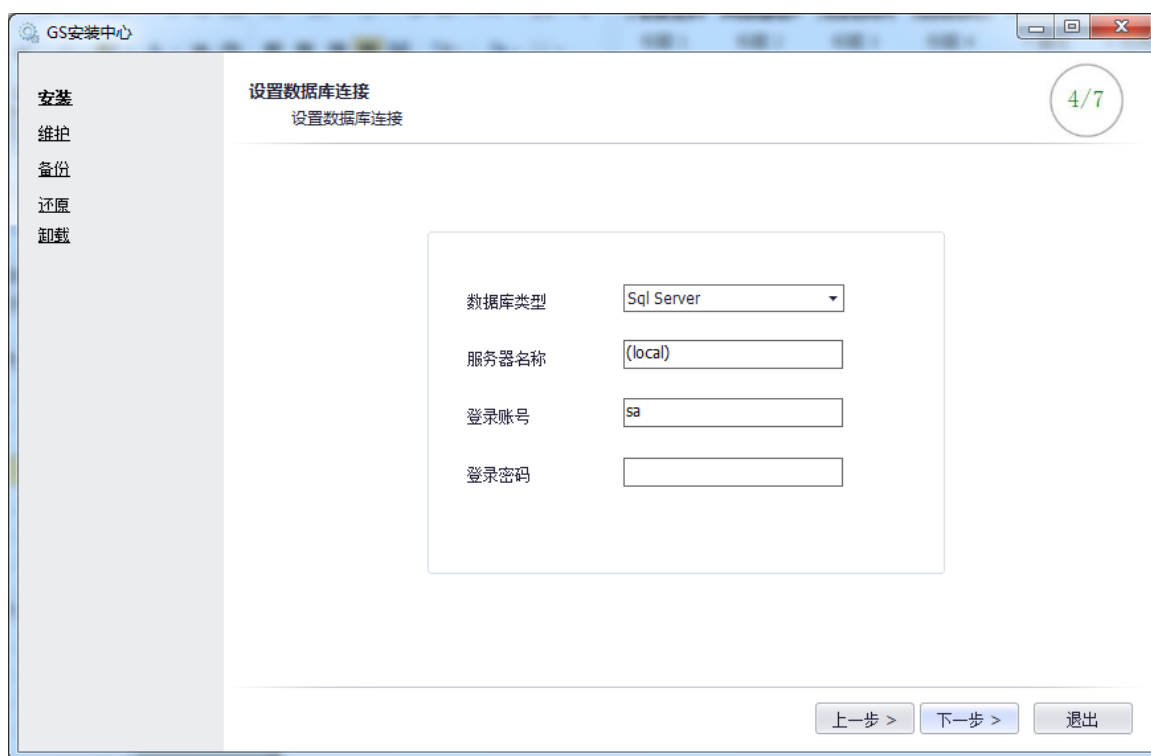 GS安装中心
安装
维护
备份
还原
卸载
设置数据库连接
设置数据库连接
4/7
数据库类型 Sql Server
服务器名称 (local)
登录账号 sa
登录密码
上一步 > 下一步 > 退出